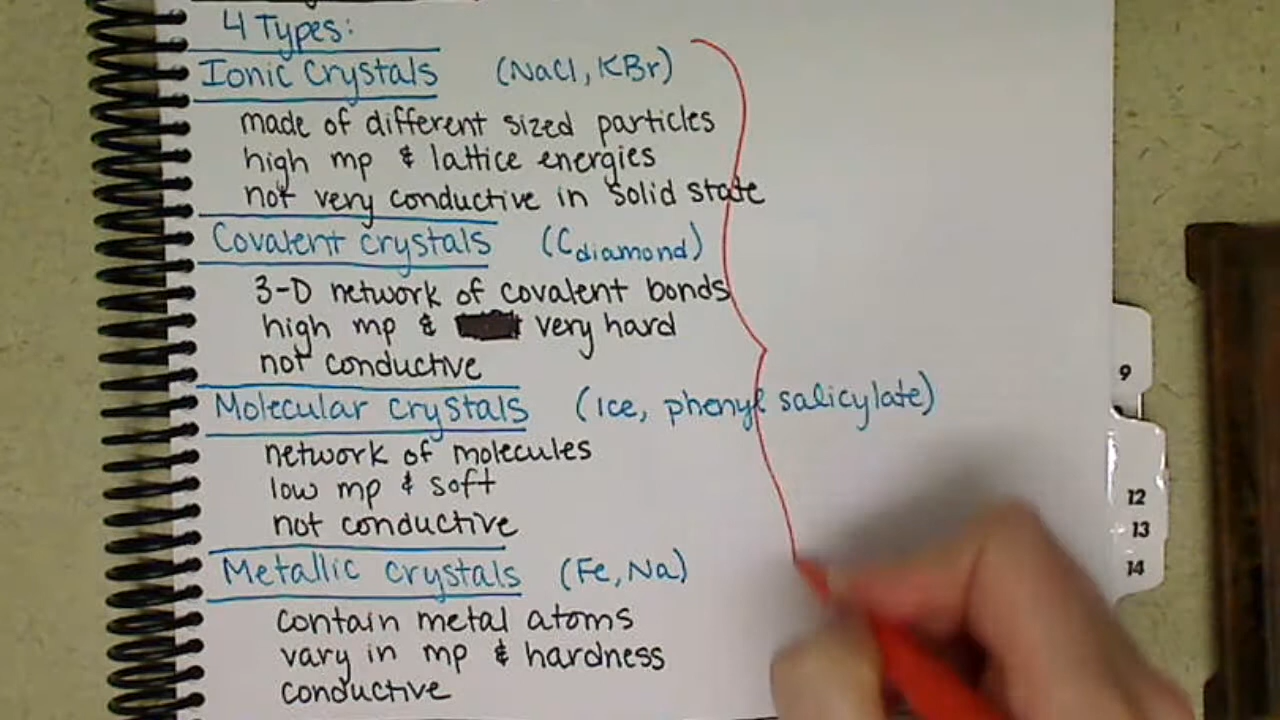 4 Types:
Ionic Crystals (NaCl, KBr)
made of different sized particles
high mp & lattice energies
not very conductive in solid state
Covalent crystals (Cdiamond)
3-D network of covalent bonds
high mp & very hard
not conductive
Molecular crystals (Ice, phenyl salicylate)
network of molecules
low mp & soft
not conductive
Metallic crystals (Fe, Na)
contain metal atoms
vary in mp & hardness
conductive
9
12
13
14